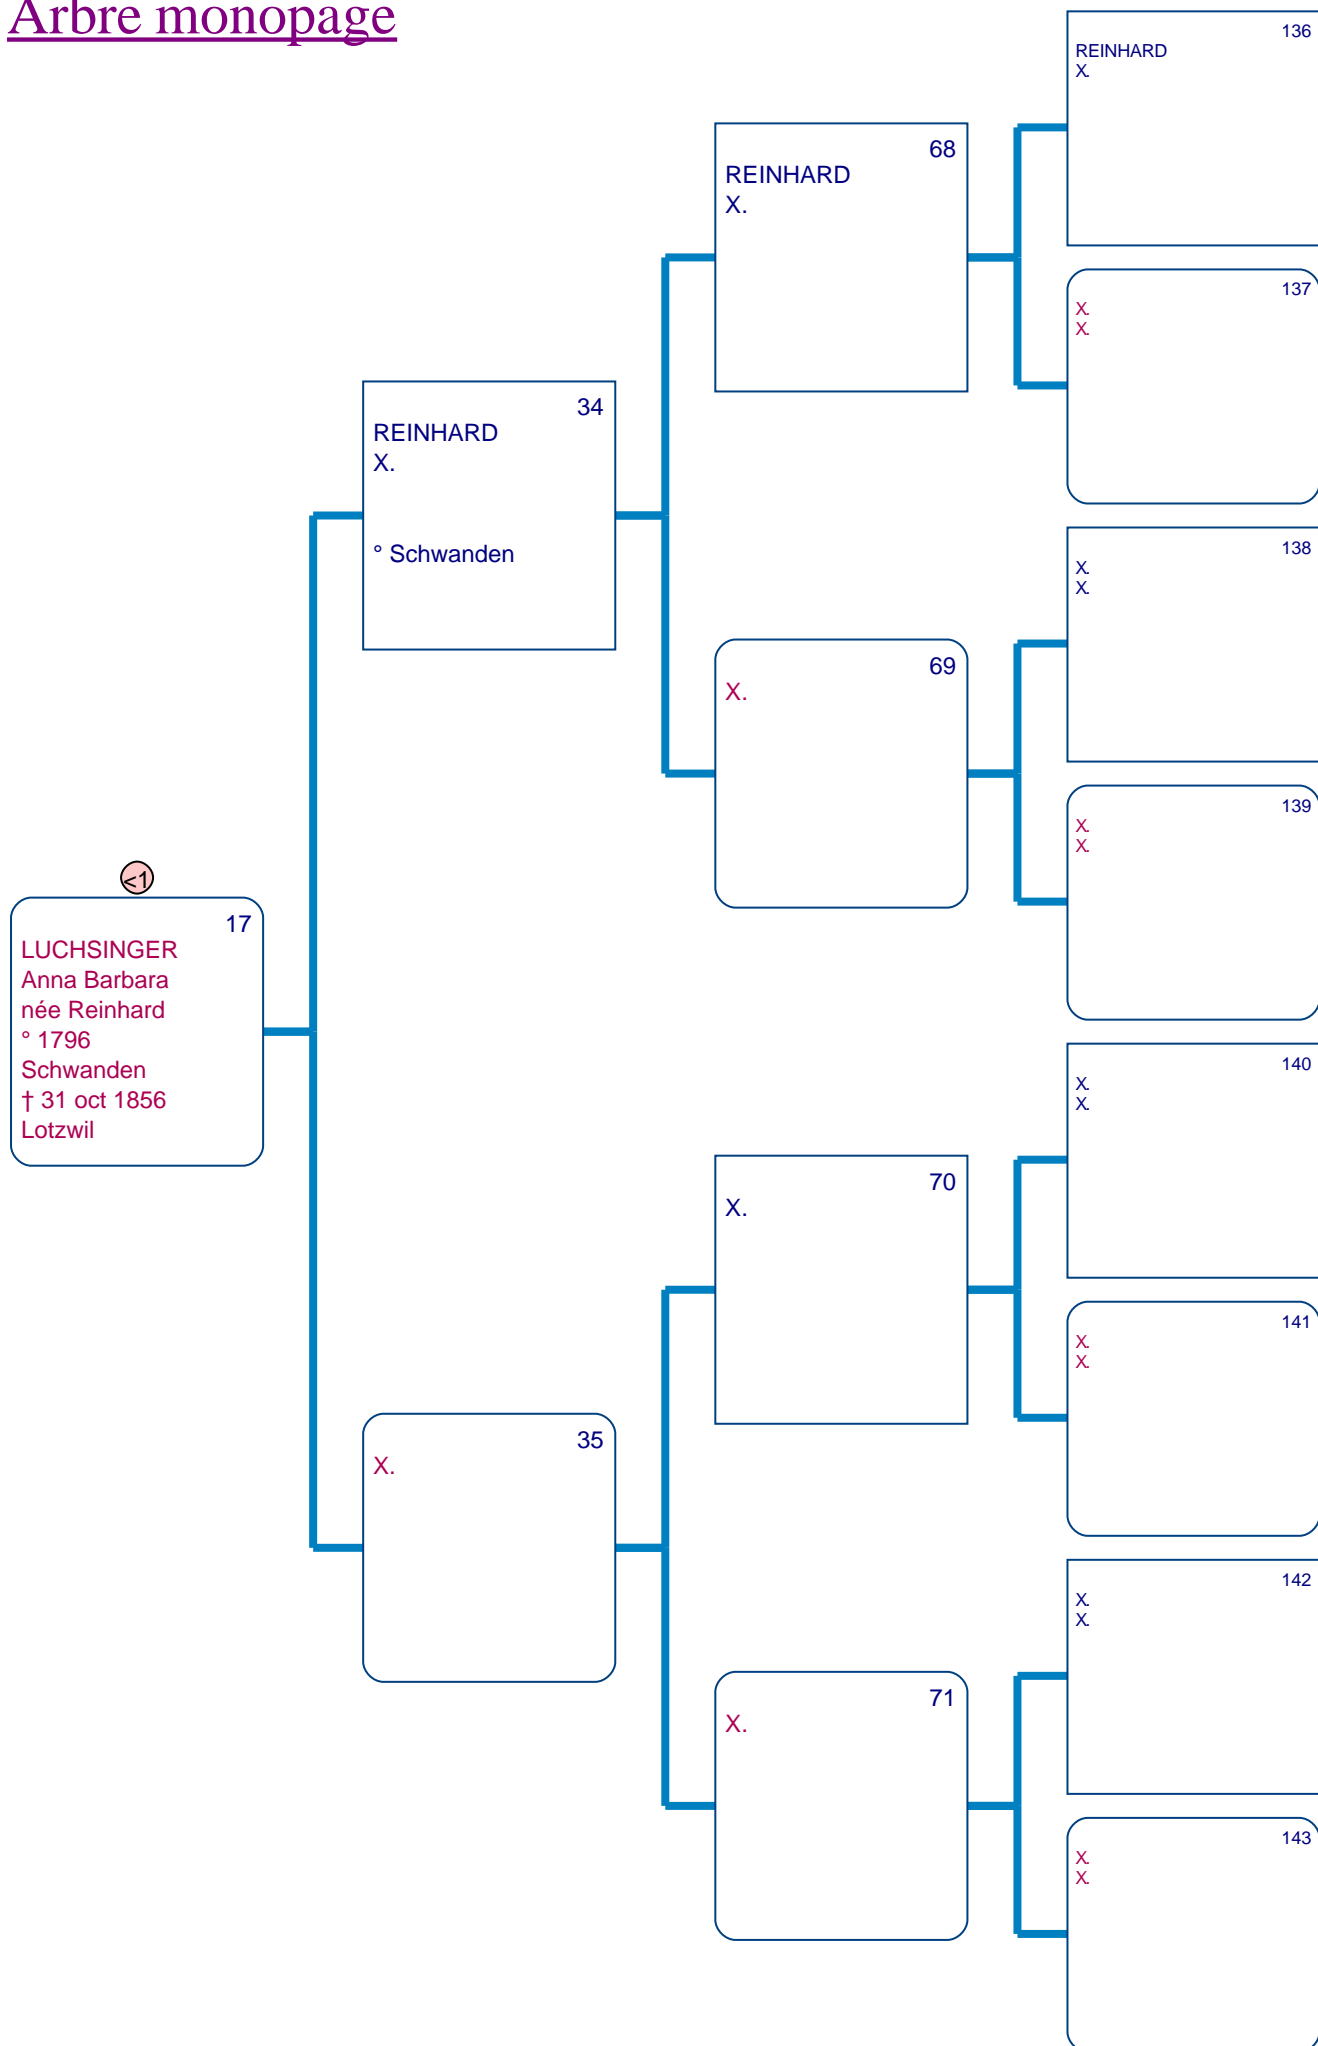 Arbre monopage
<1
17
LUCHSINGER
Anna Barbara
née Reinhard
° 1796
Schwanden
† 31 oct 1856
Lotzwil
34
REINHARD
X.
° Schwanden
35
X.
68
REINHARD
X.
69
X.
70
X.
71
X.
136
REINHARD
X.
137
X.
X.
138
X.
X.
139
X.
X.
140
X.
X.
141
X.
X.
142
X.
X.
143
X.
X.